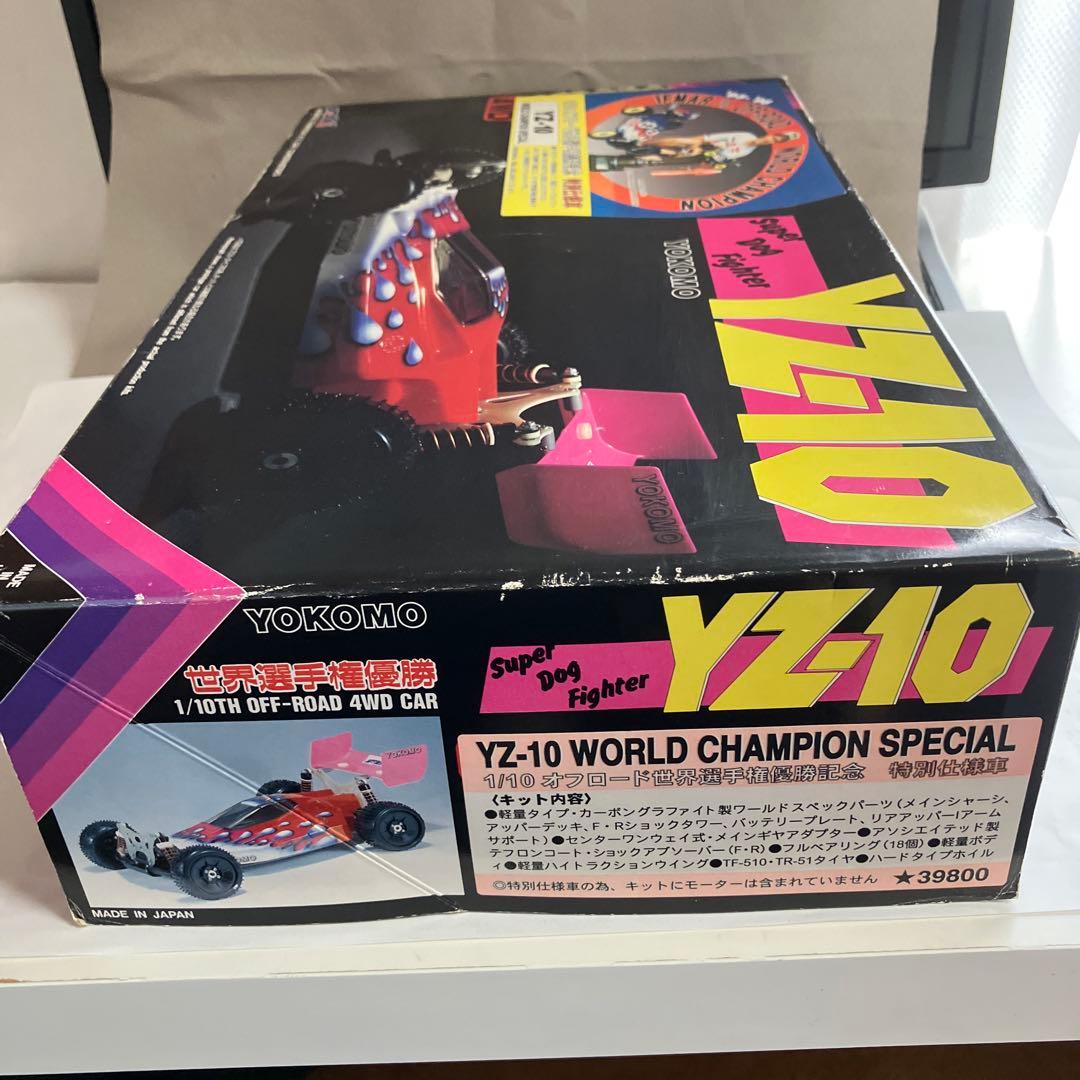 IFMAR
WORLD CHAMPION
YZ-10
Super
Dog
Fighter
YOKOMO
YZ-10
YOKOMO
YOKOMO
MADE
IN
YOKOMO
世界選手権優勝
1/10TH OFF-ROAD 4WD CAR
Super
Dog
Fighter
YZ-10
YOKOMO
YOKOMO
MADE IN JAPAN
YZ-10 WORLD CHAMPION SPECIAL
1/10 オフロード世界選手権優勝記念 特別仕様車
〈キット内容〉
●軽量タイプ・カーボングラファイト製ワールドスペックパーツ(メインシャーシ、
アッパーデッキ、F・Rショックタワー、バッテリープレート、リアアッパーIアーム
サポート)●センターワンウェイ式・メインギヤアダプター●アソシエイテッド製
テフロンコート・ショックアブソーバー(F・R)●フルベアリング(18個)●軽量ボデ
ィ●軽量ハイトラクションウイング●TF-510・TR-51タイヤ●ハードタイプホイル
◎特別仕様車の為、キットにモーターは含まれていません ★39800